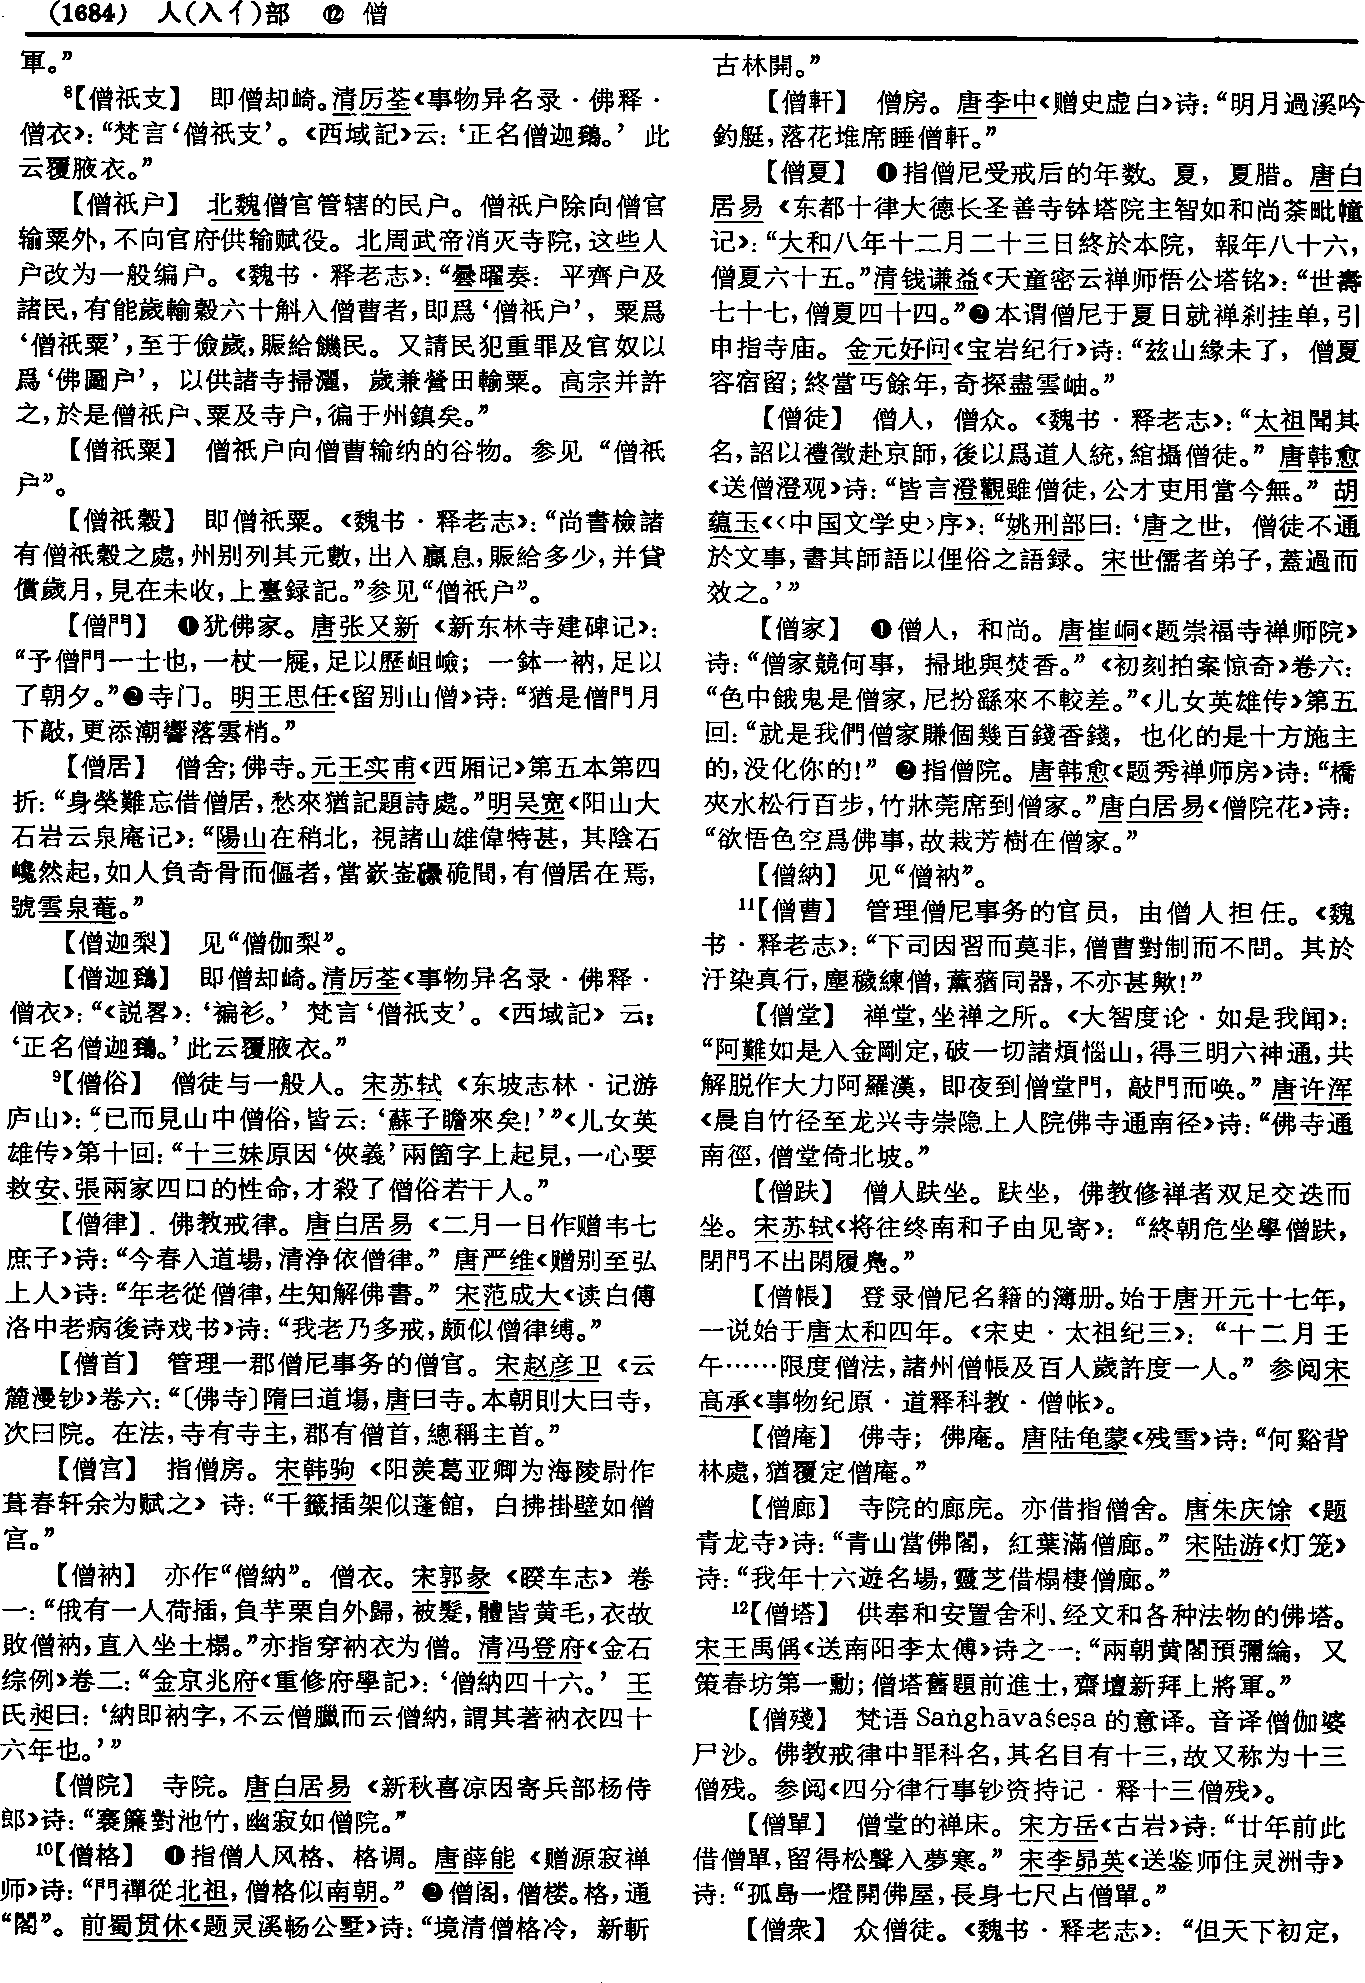 (1684) 人(入亻)部 ⑫ 僧
軍。”
⁸【僧祇支】 即僧却崎。清厉荃《事物异名录·佛释·
僧衣》：“梵言‘僧祇支’。《西域記》云：‘正名僧迦鵄。’ 此
云覆腋衣。”
【僧祇户】 北魏僧官管辖的民户。僧祇户除向僧官
输粟外，不向官府供输赋役。北周武帝消灭寺院，这些人
户改为一般编户。《魏书·释老志》：“曇曜奏：平齊户及
諸民，有能歲輸穀六十斛入僧曹者，即爲‘僧祇户’，粟爲
‘僧祇粟’，至于儉歲，賑給饑民。又請民犯重罪及官奴以
爲‘佛圖户’，以供諸寺掃灑，歲兼營田輸粟。高宗并許
之，於是僧祇户、粟及寺户，徧于州鎮矣。”
【僧祇粟】 僧祇户向僧曹输纳的谷物。参见“僧祇
户”。
【僧祇穀】 即僧祇粟。《魏书·释老志》：“尚書檢諸
有僧祇穀之處，州别列其元數，出入贏息，賑給多少，并貸
償歲月，見在未收，上臺録記。”参见“僧祇户”。
【僧門】 ❶犹佛家。唐张又新《新东林寺建碑记》：
“予僧門一士也，一杖一屣，足以歷岨嶮；一鉢一衲，足以
了朝夕。”❷寺门。明王思任《留别山僧》诗：“猶是僧門月
下敲，更添潮響落雲梢。”
【僧居】 僧舍；佛寺。元王实甫《西厢记》第五本第四
折：“身榮難忘借僧居，愁來猶記題詩處。”明吴宽《阳山大
石岩云泉庵记》：“陽山在稍北，視諸山雄偉特甚，其陰石
巉然起，如人負奇骨而傴者，當嶔崟礧硊間，有僧居在焉，
號雲泉菴。”
【僧迦梨】 见“僧伽梨”。
【僧迦鵄】 即僧却崎。清厉荃《事物异名录·佛释·
僧衣》：“《説畧》：‘褊衫。’ 梵言‘僧祇支’。《西域記》云：
‘正名僧迦鵄。’此云覆腋衣。”
⁹【僧俗】 僧徒与一般人。宋苏轼《东坡志林·记游
庐山》：“已而見山中僧俗，皆云：‘蘇子瞻來矣！’”《儿女英
雄传》第十回：“十三妹原因‘俠義’兩箇字上起見，一心要
救安、張兩家四口的性命，才殺了僧俗若干人。”
【僧律】 佛教戒律。唐白居易《二月一日作赠韦七
庶子》诗：“今春入道場，清浄依僧律。” 唐严维《赠别至弘
上人》诗：“年老從僧律，生知解佛書。” 宋范成大《读白傅
洛中老病後诗戏书》诗：“我老乃多戒，颇似僧律缚。”
【僧首】 管理一郡僧尼事务的僧官。宋赵彦卫《云
麓漫钞》卷六：“〔佛寺〕隋曰道場，唐曰寺。本朝則大曰寺，
次曰院。在法，寺有寺主，郡有僧首，總稱主首。”
【僧宫】 指僧房。宋韩驹《阳羡葛亚卿为海陵尉作
葺春轩余为赋之》诗：“千籤插架似蓬館，白拂掛壁如僧
宫。”
【僧衲】 亦作“僧納”。僧衣。宋郭彖《睽车志》卷
一：“俄有一人荷插，負芋栗自外歸，被髮，體皆黄毛，衣故
敗僧衲，直入坐土榻。”亦指穿衲衣为僧。清冯登府《金石
综例》卷二：“金京兆府《重修府學記》：‘僧納四十六。’ 王
氏昶曰：‘納即衲字，不云僧臘而云僧納，謂其著衲衣四十
六年也。’”
【僧院】 寺院。唐白居易《新秋喜凉因寄兵部杨侍
郎》诗：“褰簾對池竹，幽寂如僧院。”
¹⁰【僧格】 ❶指僧人风格、格调。唐薛能《赠源寂禅
师》诗：“門禪從北祖，僧格似南朝。” ❷僧阁，僧楼。格，通
“閣”。前蜀贯休《题灵溪畅公墅》诗：“境清僧格冷，新斬
古林開。”
【僧軒】 僧房。唐李中《赠史虚白》诗：“明月過溪吟
釣艇，落花堆席睡僧軒。”
【僧夏】 ❶指僧尼受戒后的年数。夏，夏腊。唐白
居易《东都十律大德长圣善寺钵塔院主智如和尚荼毗幢
记》：“大和八年十二月二十三日終於本院，報年八十六，
僧夏六十五。”清钱谦益《天童密云禅师悟公塔铭》：“世壽
七十七，僧夏四十四。”❷本谓僧尼于夏日就禅刹挂单，引
申指寺庙。金元好问《宝岩纪行》诗：“兹山緣未了，僧夏
容宿留；終當丐餘年，奇探盡雲岫。”
【僧徒】 僧人，僧众。《魏书·释老志》：“太祖聞其
名，詔以禮徵赴京師，後以爲道人統，綰攝僧徒。” 唐韩愈
《送僧澄观》诗：“皆言澄觀雖僧徒，公才吏用當今無。” 胡
蕴玉《〈中国文学史〉序》：“姚刑部曰：‘唐之世，僧徒不通
於文事，書其師語以俚俗之語録。宋世儒者弟子，蓋過而
效之。’”
【僧家】 ❶僧人，和尚。唐崔峒《题崇福寺禅师院》
诗：“僧家競何事，掃地與焚香。”《初刻拍案惊奇》卷六：
“色中餓鬼是僧家，尼扮繇來不較差。”《儿女英雄传》第五
回：“就是我們僧家賺個幾百錢香錢，也化的是十方施主
的，没化你的！” ❷指僧院。唐韩愈《题秀禅师房》诗：“橋
夾水松行百步，竹牀莞席到僧家。”唐白居易《僧院花》诗：
“欲悟色空爲佛事，故栽芳樹在僧家。”
【僧納】 见“僧衲”。
¹¹【僧曹】 管理僧尼事务的官员，由僧人担任。《魏
书·释老志》：“下司因習而莫非，僧曹對制而不問。其於
汙染真行，塵穢練僧，薰蕕同器，不亦甚歟！”
【僧堂】 禅堂，坐禅之所。《大智度论·如是我闻》：
“阿難如是入金剛定，破一切諸煩惱山，得三明六神通，共
解脱作大力阿羅漢，即夜到僧堂門，敲門而唤。” 唐许浑
《晨自竹径至龙兴寺崇隐上人院佛寺通南径》诗：“佛寺通
南徑，僧堂倚北坡。”
【僧趺】 僧人趺坐。趺坐，佛教修禅者双足交迭而
坐。宋苏轼《将往终南和子由见寄》：“終朝危坐學僧趺，
閉門不出閑履鳧。”
【僧帳】 登录僧尼名籍的簿册。始于唐开元十七年，
一说始于唐太和四年。《宋史·太祖纪三》：“十二月壬
午……限度僧法，諸州僧帳及百人歲許度一人。” 参阅宋
高承《事物纪原·道释科教·僧帐》。
【僧庵】 佛寺；佛庵。唐陆龟蒙《残雪》诗：“何谿背
林處，猶覆定僧庵。”
【僧廊】 寺院的廊庑。亦借指僧舍。唐朱庆馀《题
青龙寺》诗：“青山當佛閣，紅葉滿僧廊。” 宋陆游《灯笼》
诗：“我年十六遊名場，靈芝借榻棲僧廊。”
¹²【僧塔】 供奉和安置舍利、经文和各种法物的佛塔。
宋王禹偁《送南阳李太傅》诗之一：“兩朝黄閣預彌綸，又
策春坊第一勳；僧塔舊題前進士，齋壇新拜上將軍。”
【僧殘】 梵语 Saṅghāvaśeṣa 的意译。音译僧伽婆
尸沙。佛教戒律中罪科名，其名目有十三，故又称为十三
僧残。参阅《四分律行事钞资持记·释十三僧残》。
【僧單】 僧堂的禅床。宋方岳《古岩》诗：“廿年前此
借僧單，留得松聲入夢寒。” 宋李昴英《送鉴师住灵洲寺》
诗：“孤島一燈開佛屋，長身七尺占僧單。”
【僧衆】 众僧徒。《魏书·释老志》：“但天下初定，